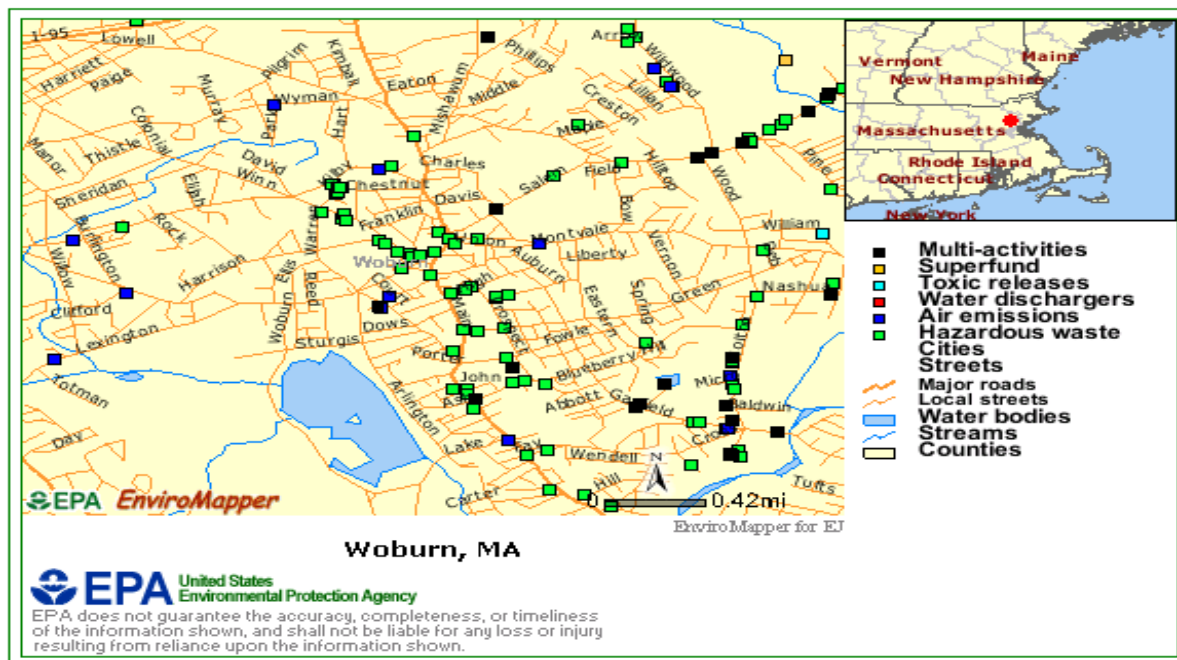 I-95
Lowell
Harriett
Paige
Murray
Pilgrim
Kimball
Wyman
Park
Hart
Eaton
Mishawum
Middle
Phillips
Arrow
Wildwood
Lillian
Creston
Maple
Colonial
Thistle
Manor
Sheridan
David
Winn
Elijah
Kilby
Chestnut
Charles
Salem
Field
Hilltop
Wood
Pine
Davis
Franklin
Warren
Rock
Burlington
Willow
Harrison
Clifford
Lexington
Totman
Day
Woburn
Ellis
Reed
Woburn
Court
Union
Auburn
Montvale
Liberty
Bow
Vernon
William
Nashua
Green
Spring
Eastern
High
Main
Prospect
Dows
Sturgis
Porter
Fowle
Blueberry Hill
John
Abbott
Garfield
Baldwin
Arlington
Lake
Fay
Wendell
Hill
Carter
Tufts
N
0 0.42mi
EPA EnviroMapper
EnviroMapper for EJ
Vermont
Maine
New Hampshire
Massachusetts
Rhode Island
Connecticut
New York
Multi-activities
Superfund
Toxic releases
Water dischargers
Air emissions
Hazardous waste
Cities
Streets
Major roads
Local streets
Water bodies
Streams
Counties
Woburn, MA
EPA United States
Environmental Protection Agency
EPA does not guarantee the accuracy, completeness, or timeliness
of the information shown, and shall not be liable for any loss or injury
resulting from reliance upon the information shown.